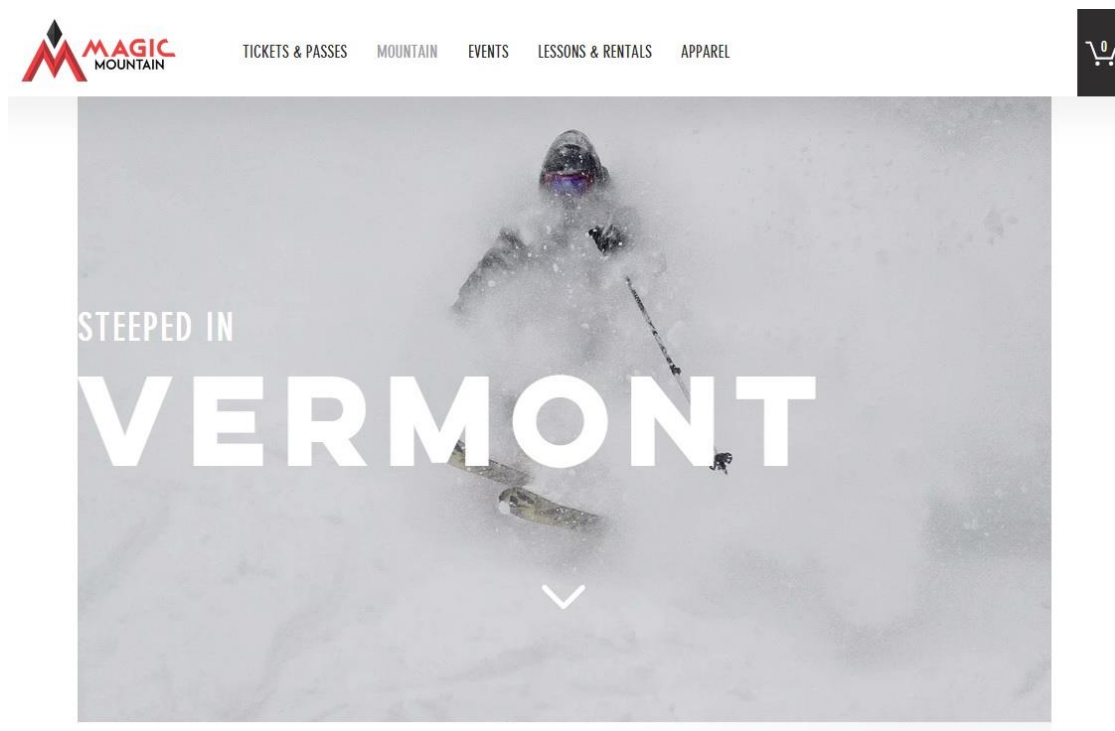 MAGIC
MOUNTAIN
TICKETS & PASSES MOUNTAIN EVENTS LESSONS & RENTALS APPAREL
0
STEEPED IN
VERMONT